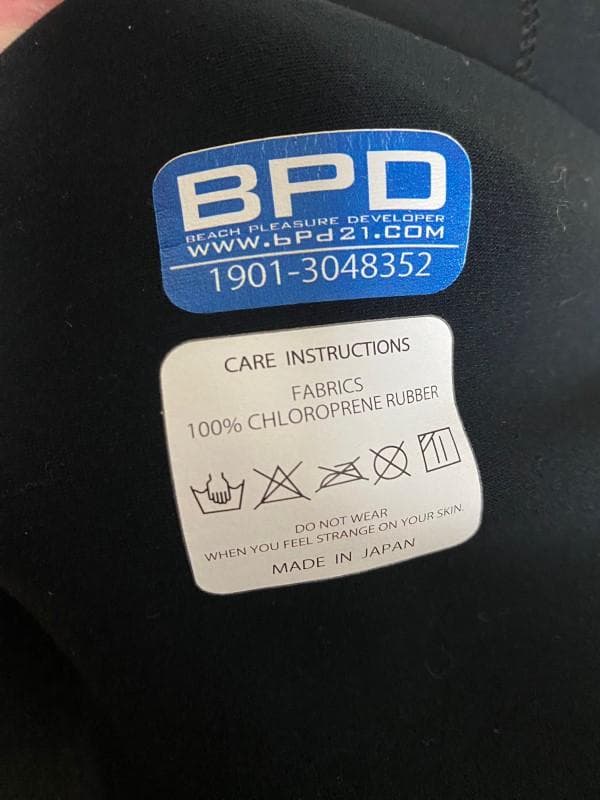 BPD
BEACH PLEASURE DEVELOPER
www.bPd21.COM
1901-3048352
CARE INSTRUCTIONS
FABRICS
100% CHLOROPRENE RUBBER
DO NOT WEAR
WHEN YOU FEEL STRANGE ON YOUR SKIN.
MADE IN JAPAN